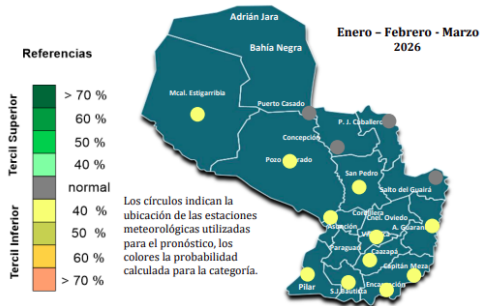 Adrián Jara
Bahía Negra
Enero – Febrero - Marzo
2026
Referencias
Tercil Superior
> 70 %
60 %
50 %
40 %
normal
Tercil Inferior
40 %
50 %
60 %
> 70 %
Mcal. Estigarribia
Puerto Casado
P. J. Caballero
Concepción
Pozo
San Pedro
Salto del Guairá
Los círculos indican la
ubicación de las estaciones
meteorológicas utilizadas
para el pronóstico, los
colores la probabilidad
calculada para la categoría.
Cordillera
Cnel. Oviedo
Asunción
A. Guaraní
Paraguarí
Caazapá
Capitán Meza
Pilar
S.J.Bautista
Encarnación